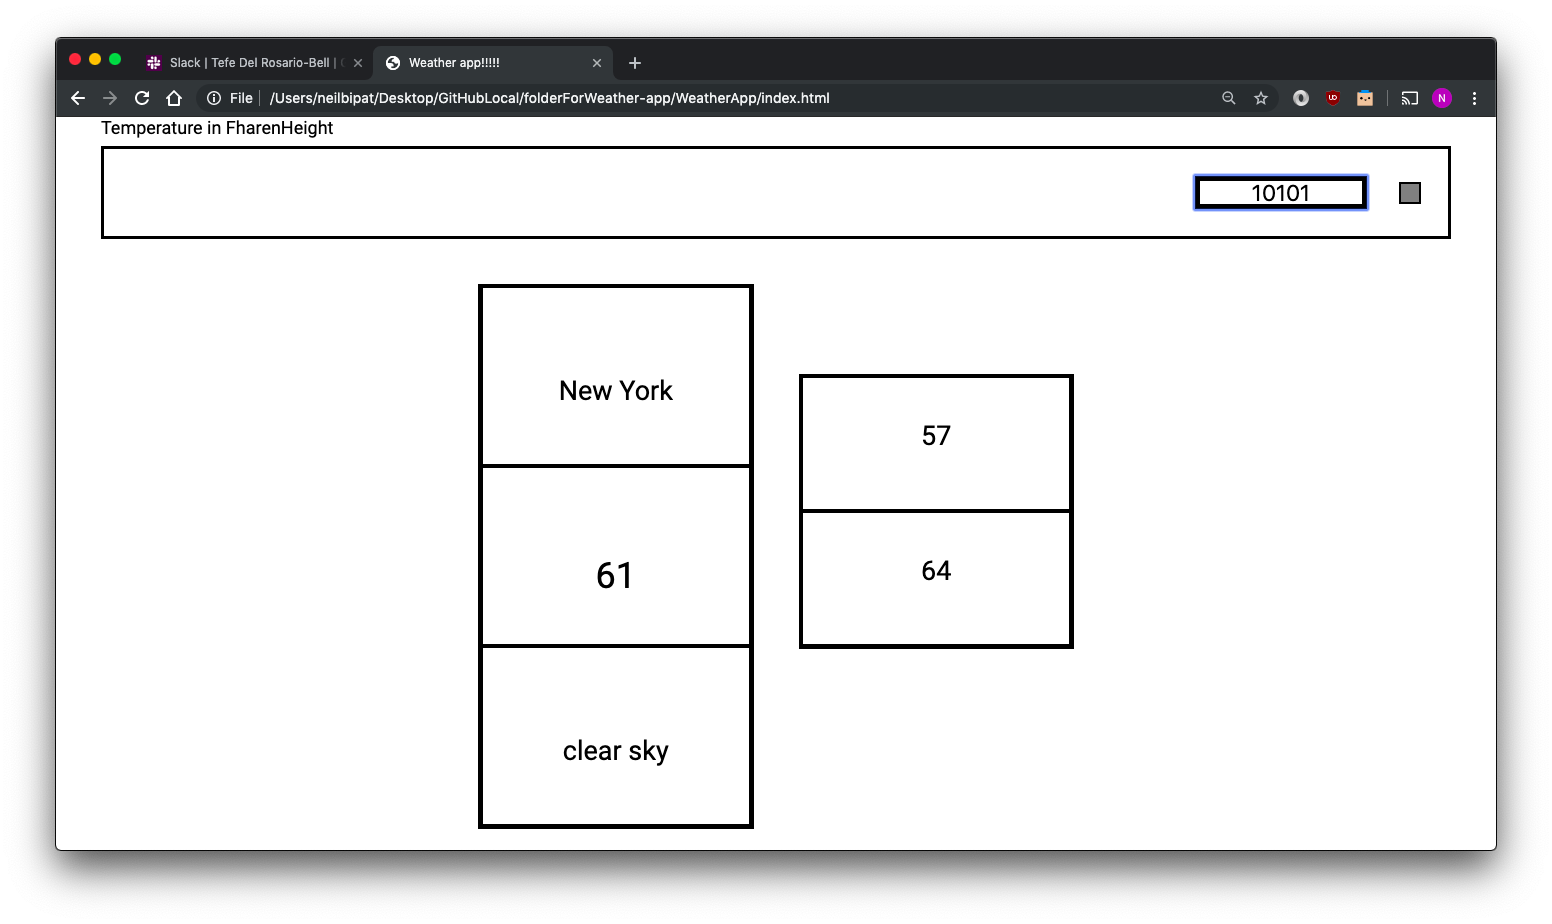 Slack | Tefe Del Rosario-Bell |
Weather app!!!!!
File | /Users/neilbipat/Desktop/GitHubLocal/folderForWeather-app/WeatherApp/index.html
N
Temperature in FharenHeight
10101
New York
61
clear sky
57
64